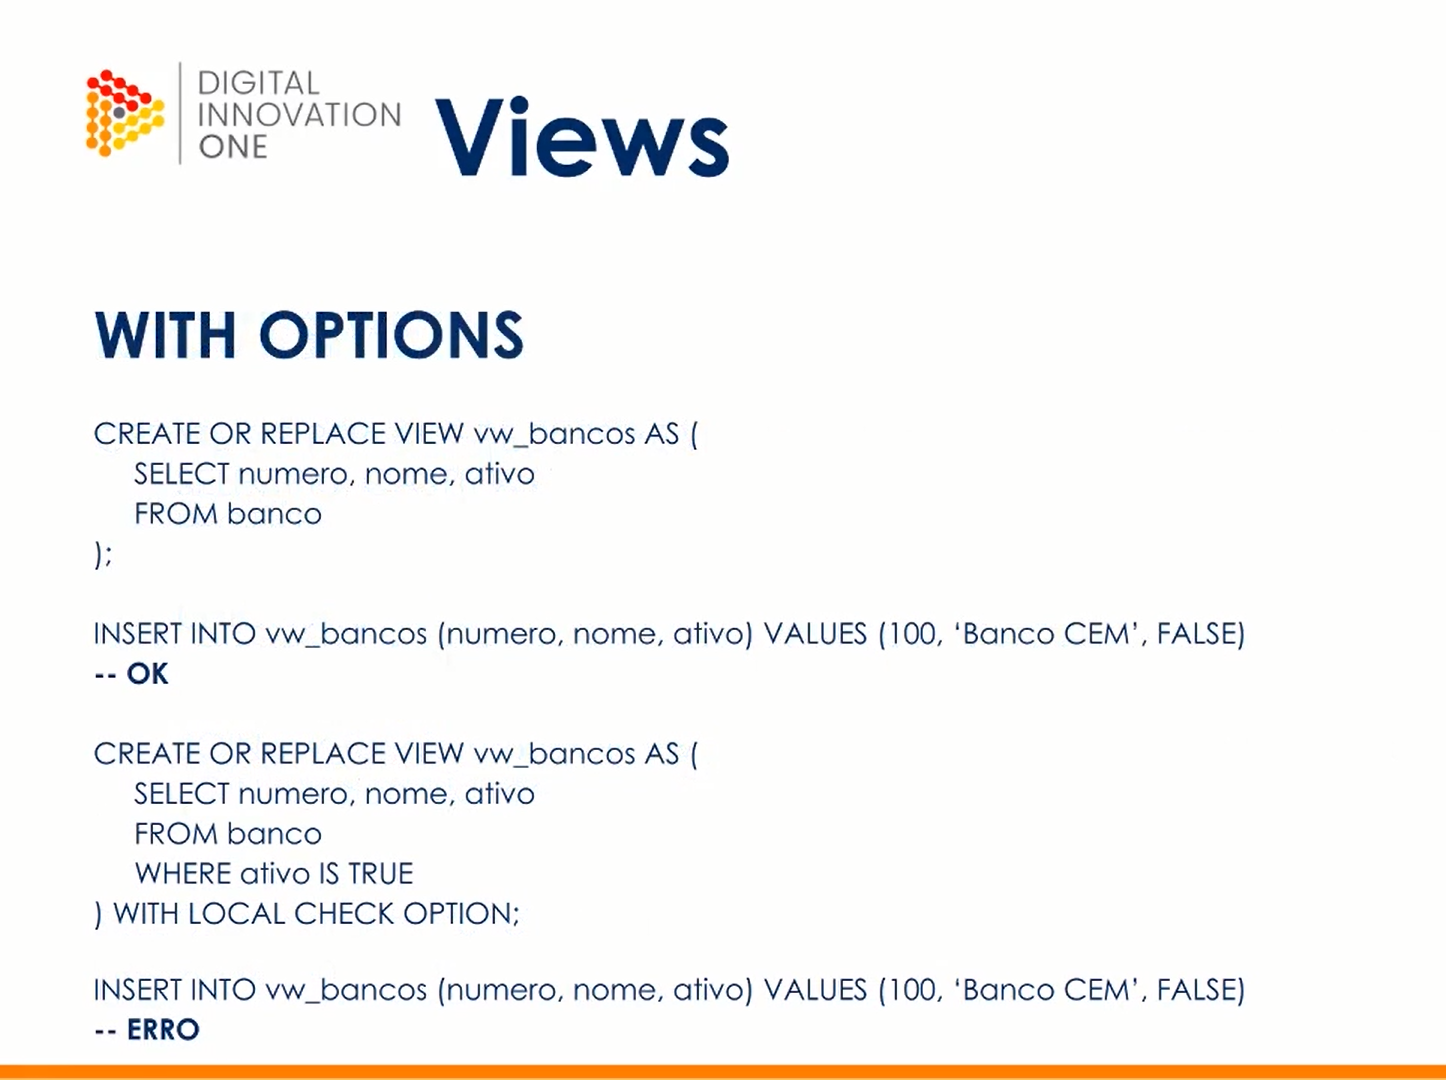 DIGITAL
INNOVATION
ONE
Views
WITH OPTIONS
CREATE OR REPLACE VIEW vw_bancos AS (
SELECT numero, nome, ativo
FROM banco
);
INSERT INTO vw_bancos (numero, nome, ativo) VALUES (100, ‘Banco CEM’, FALSE)
-- OK
CREATE OR REPLACE VIEW vw_bancos AS (
SELECT numero, nome, ativo
FROM banco
WHERE ativo IS TRUE
) WITH LOCAL CHECK OPTION;
INSERT INTO vw_bancos (numero, nome, ativo) VALUES (100, ‘Banco CEM’, FALSE)
-- ERRO